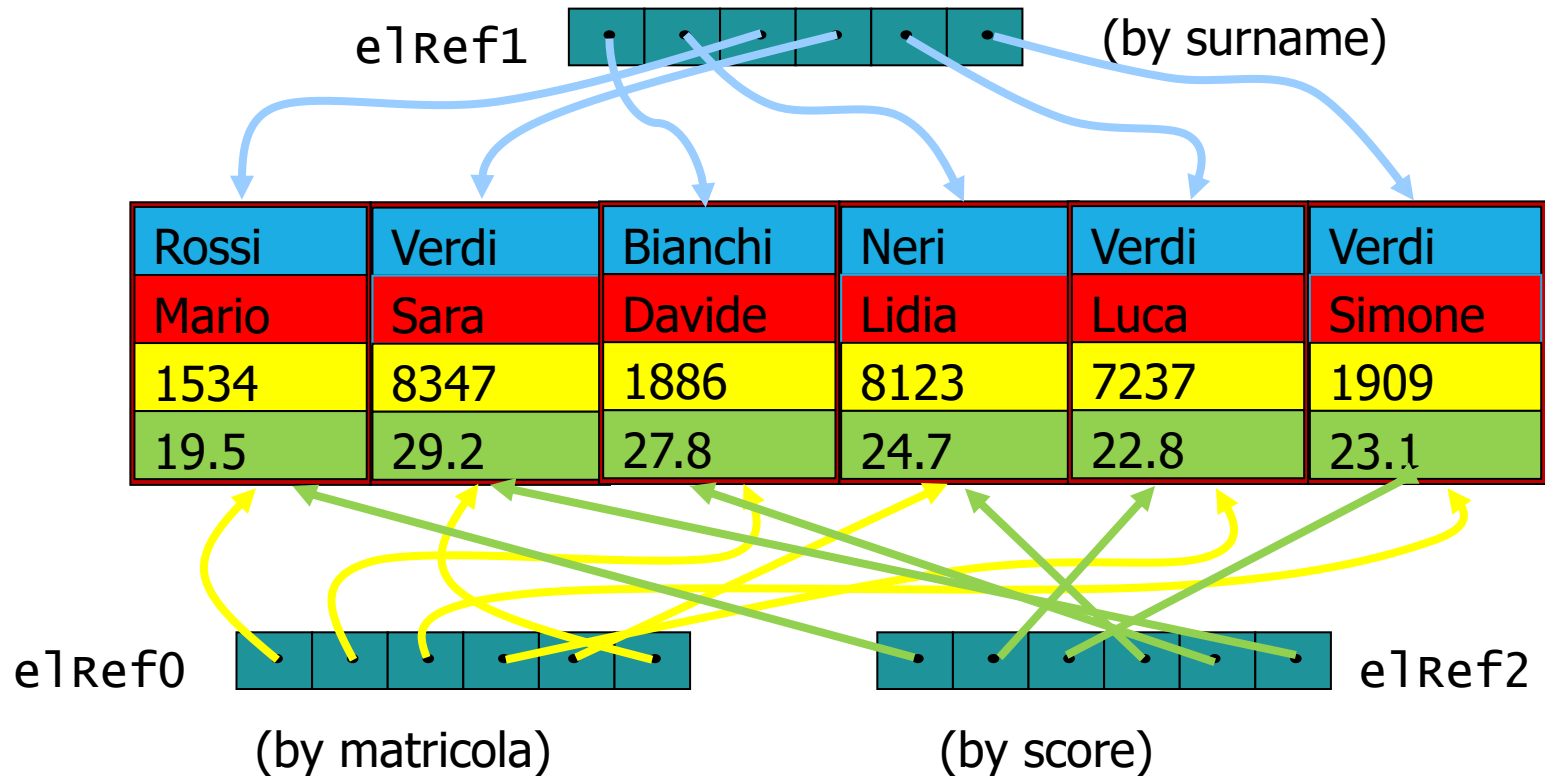 elRef1 (by surname)
Rossi Verdi Bianchi Neri Verdi Verdi
Mario Sara Davide Lidia Luca Simone
1534 8347 1886 8123 7237 1909
19.5 29.2 27.8 24.7 22.8 23.1
elRef0 elRef2
(by matricola) (by score)